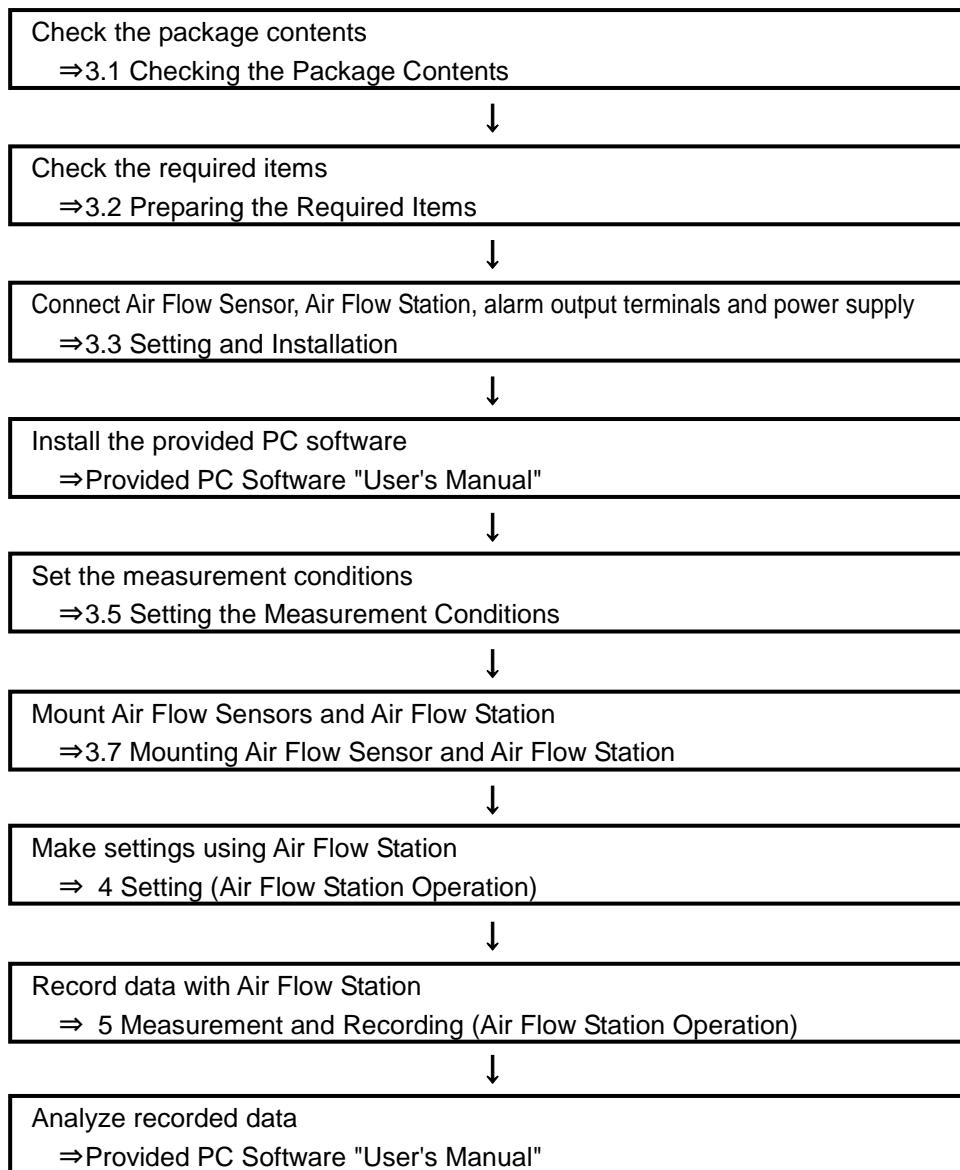 Check the package contents
⇒3.1 Checking the Package Contents
↓
Check the required items
⇒3.2 Preparing the Required Items
↓
Connect Air Flow Sensor, Air Flow Station, alarm output terminals and power supply
⇒3.3 Setting and Installation
↓
Install the provided PC software
⇒Provided PC Software "User's Manual"
↓
Set the measurement conditions
⇒3.5 Setting the Measurement Conditions
↓
Mount Air Flow Sensors and Air Flow Station
⇒3.7 Mounting Air Flow Sensor and Air Flow Station
↓
Make settings using Air Flow Station
⇒ 4 Setting (Air Flow Station Operation)
↓
Record data with Air Flow Station
⇒ 5 Measurement and Recording (Air Flow Station Operation)
↓
Analyze recorded data
⇒Provided PC Software "User's Manual"